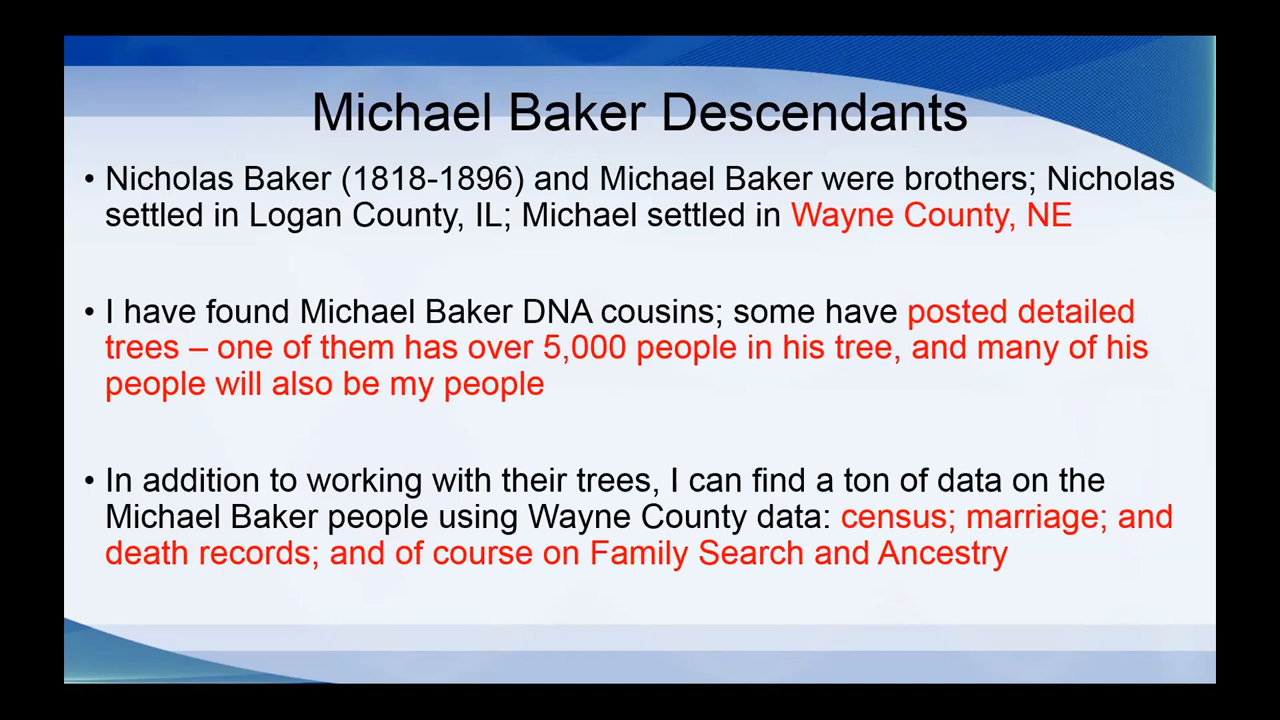 Michael Baker Descendants
• Nicholas Baker (1818-1896) and Michael Baker were brothers; Nicholas
settled in Logan County, IL; Michael settled in Wayne County, NE
• I have found Michael Baker DNA cousins; some have posted detailed
trees – one of them has over 5,000 people in his tree, and many of his
people will also be my people
• In addition to working with their trees, I can find a ton of data on the
Michael Baker people using Wayne County data: census; marriage; and
death records; and of course on Family Search and Ancestry